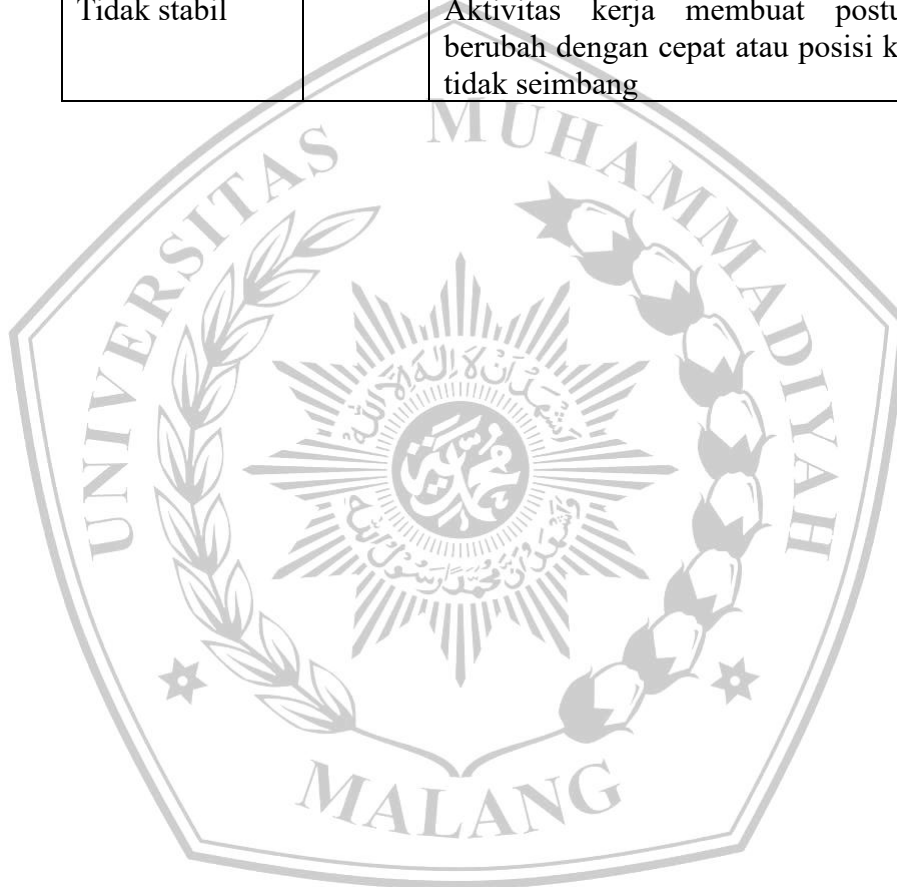 Tidak stabil
Aktivitas kerja membuat
berubah dengan cepat atau posisi
tidak seimbang
UNIVERSITAS MUHAMMADIYAH
MALANG